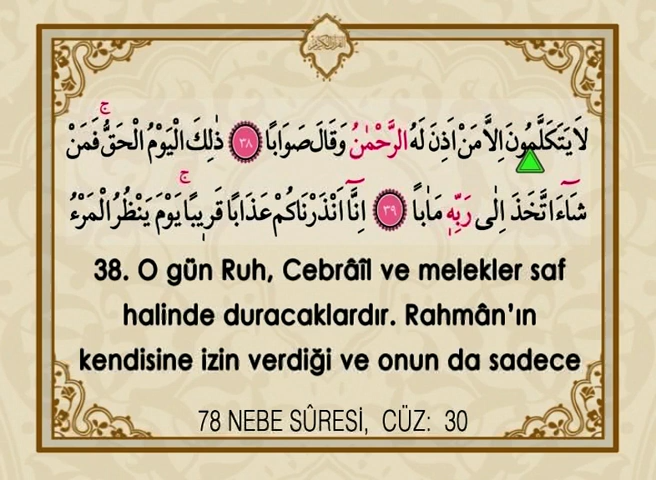 لَا يَتَكَلَّمُونَ اِلَّا مَنْ اَذِنَ لَهُ الرَّحْمٰنُ وَقَالَ صَوَابًا ﴿٣٨﴾ ذٰلِكَ الْيَوْمُ الْحَقُّۚ فَمَنْ
شَٓاءَ اتَّخَذَ اِلٰى رَبِّه۪ مَاٰبًا ﴿٣٩﴾ اِنَّٓا اَنْذَرْنَاكُمْ عَذَابًا قَر۪يبًاۚ يَوْمَ يَنْظُرُ الْمَرْءُ
38. O gün Ruh, Cebrâîl ve melekler saf
halinde duracaklardır. Rahmân'ın
kendisine izin verdiği ve onun da sadece
78 NEBE SÛRESİ, CÜZ: 30